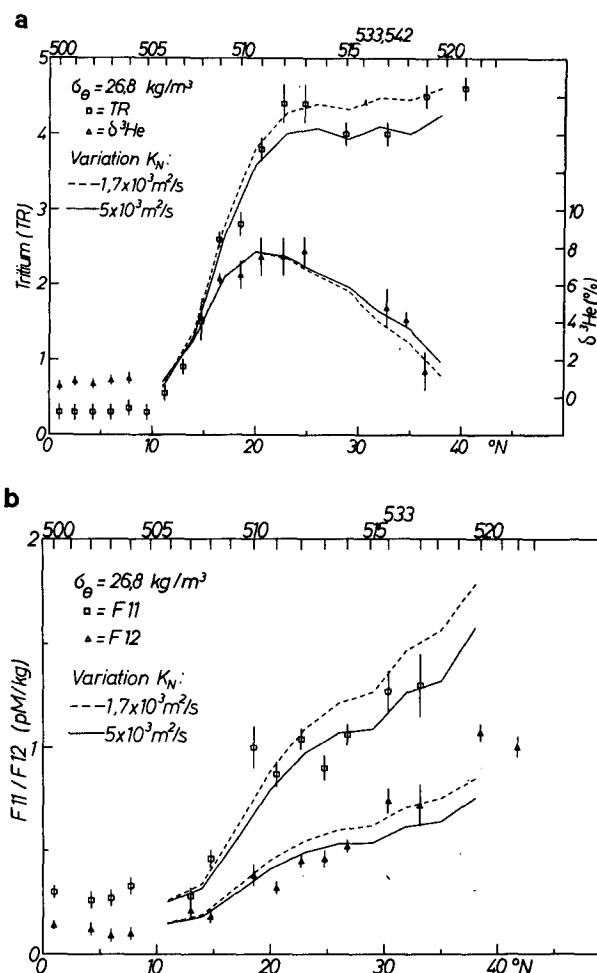 a
500 505 510 515 533,542 520
5
4
3
2
1
0
Tritium (TR)
σθ = 26,8 kg/m³
= TR
= δ³He
Variation K_N:
1,7x10³m²/s
5x10³m²/s
10
8
6
4
2
0
δ³He (%)
0 10 20 30 40 °N
b
500 505 510 515 533 520
2
1
0
F11/F12 (pM/kg)
σθ = 26,8 kg/m³
= F11
= F12
Variation K_N:
1,7x10³m²/s
5x10³m²/s
0 10 20 30 40 °N